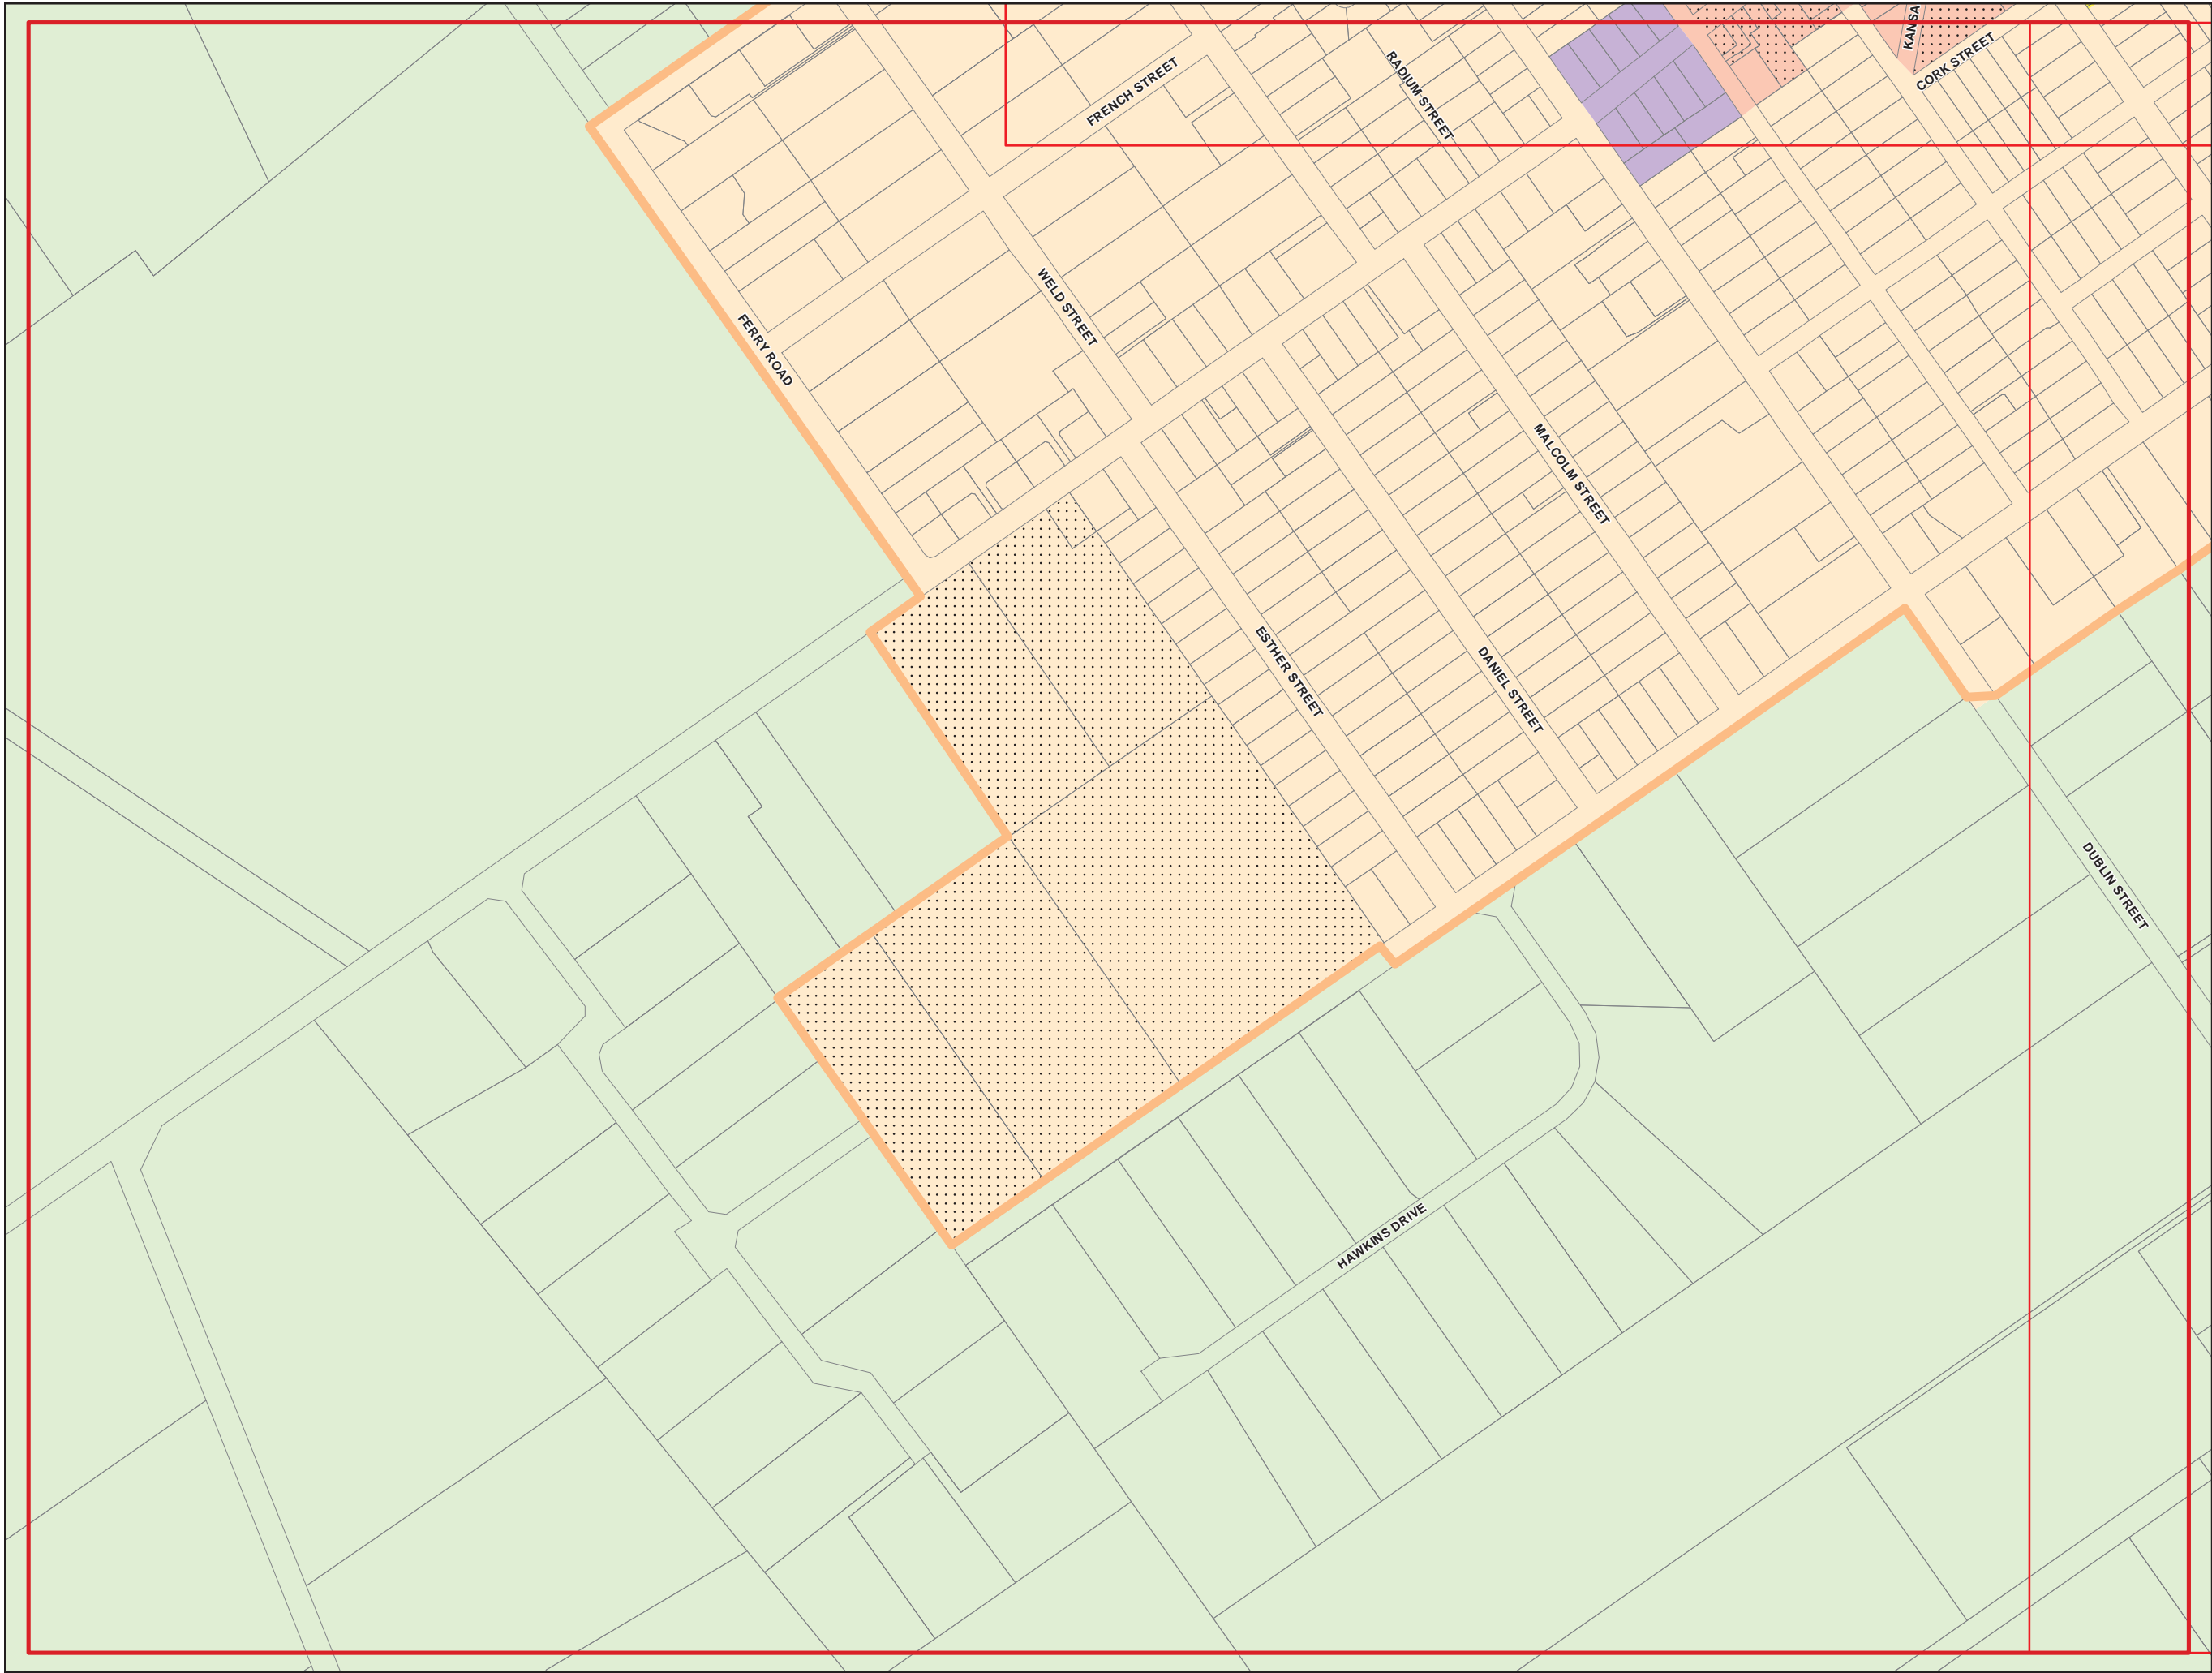 KANSA
CORK STREET
FRENCH STREET
RADIUM STREET
WELD STREET
FERRY ROAD
MALCOLM STREET
ESTHER STREET
DANIEL STREET
DUBLIN STREET
HAWKINS DRIVE